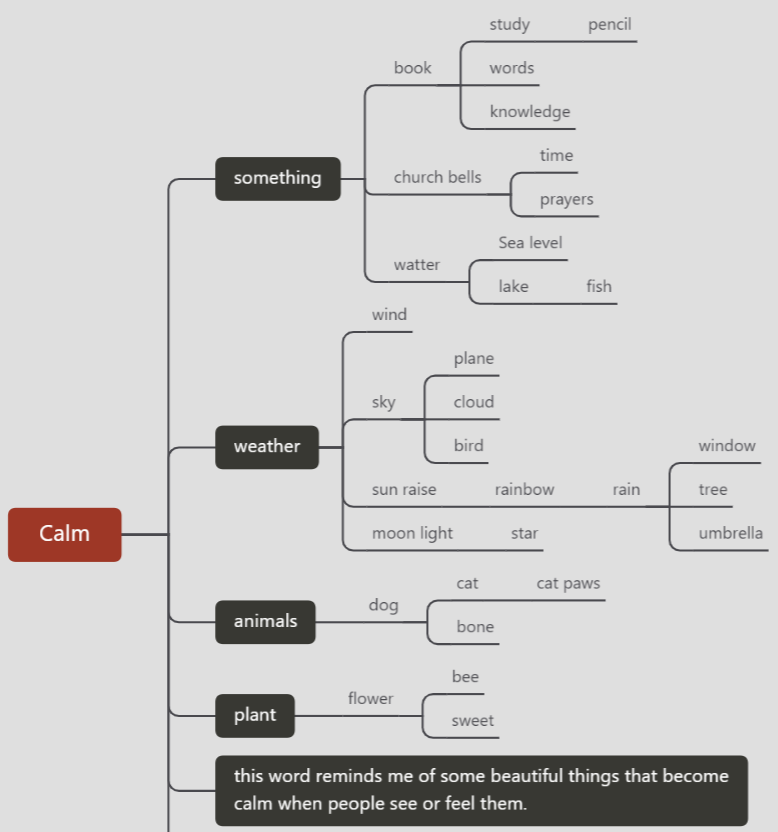 study pencil
book words
knowledge
time
something church bells
prayers
Sea level
watter
lake fish
wind
plane
sky cloud
bird
weather
window
sun raise rainbow rain tree
umbrella
moon light star
Calm
cat cat paws
dog
animals
bone
bee
flower
plant
sweet
this word reminds me of some beautiful things that become
calm when people see or feel them.